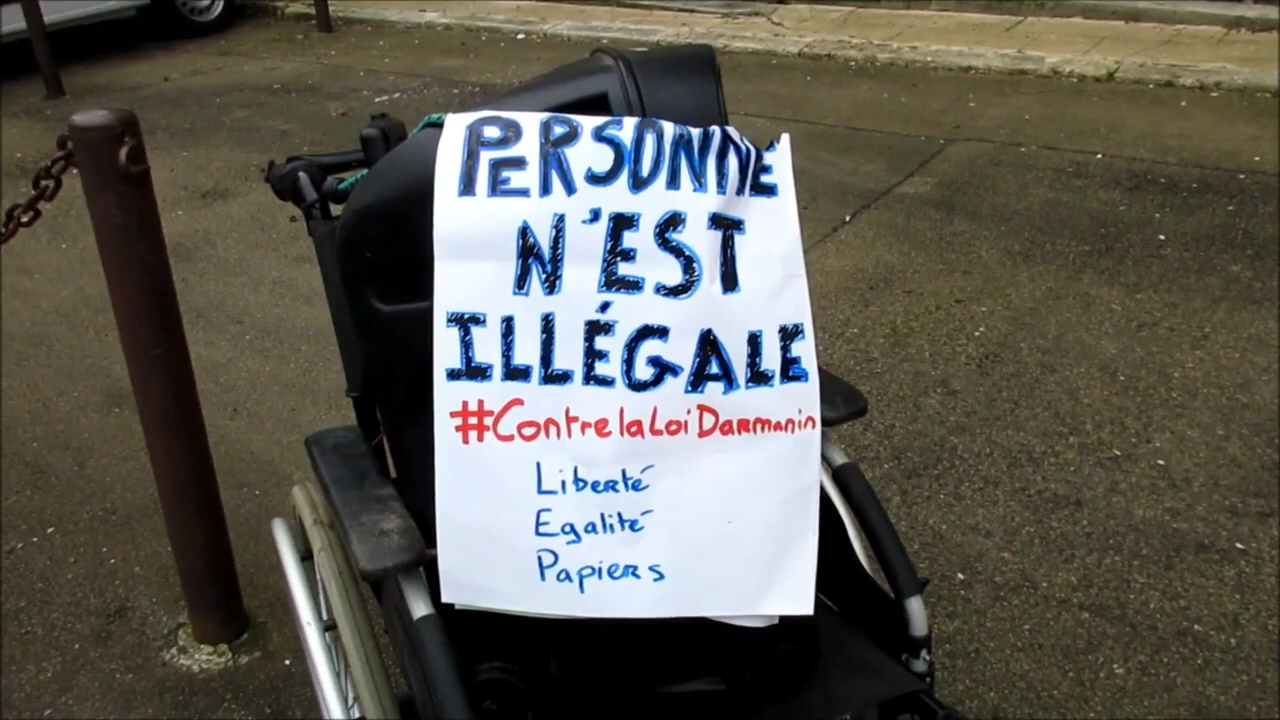 PERSONNE
N'EST
ILLÉGALE
#ContrelaLoiDarmanin
Liberté
Egalité
Papiers